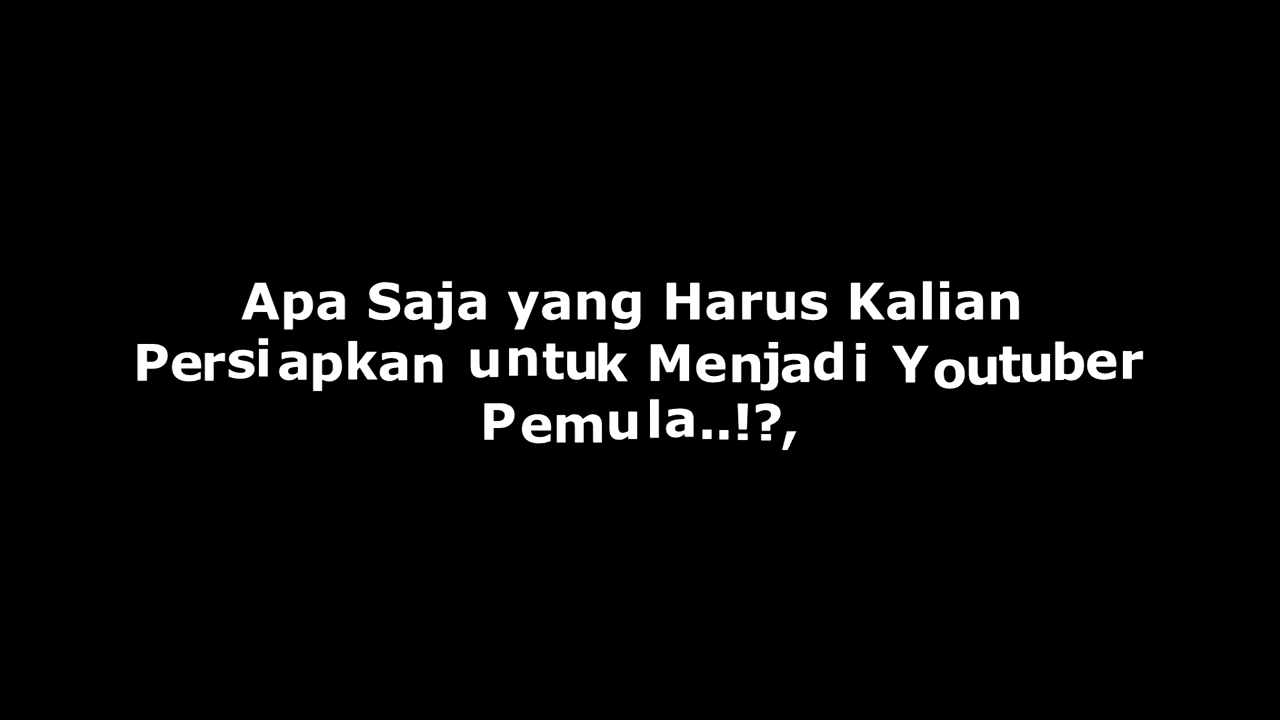 Apa Saja yang Harus Kalian
Persiapkan untuk Menjadi Youtuber
Pemula..!?,